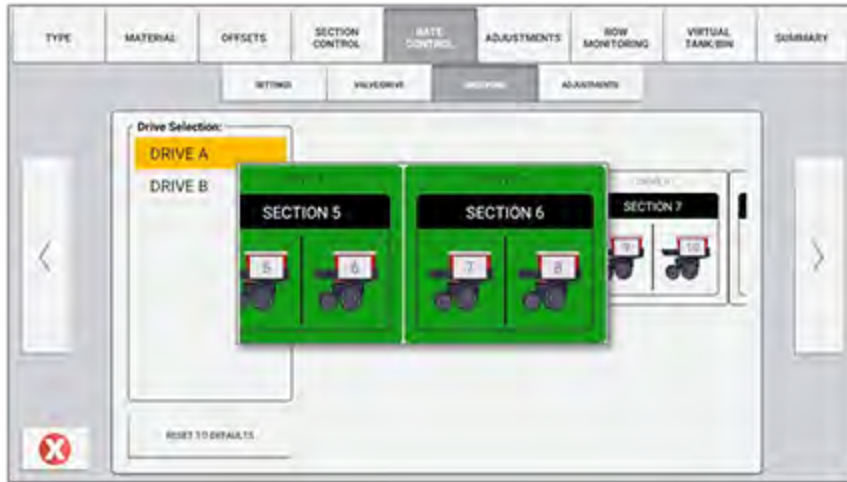 TYPE
MATERIAL
OFFSETS
SECTION
CONTROL
RATE
CONTROL
ADJUSTMENTS
ROW
MONITORING
VIRTUAL
TANK/BIN
SUMMARY
SETTINGS
VALVE/DRIVE
ADJUSTMENTS
Drive Selection:
DRIVE A
DRIVE B
SECTION 5
SECTION 6
SECTION 7
5
6
7
8
9
10
RESET TO DEFAULTS
X